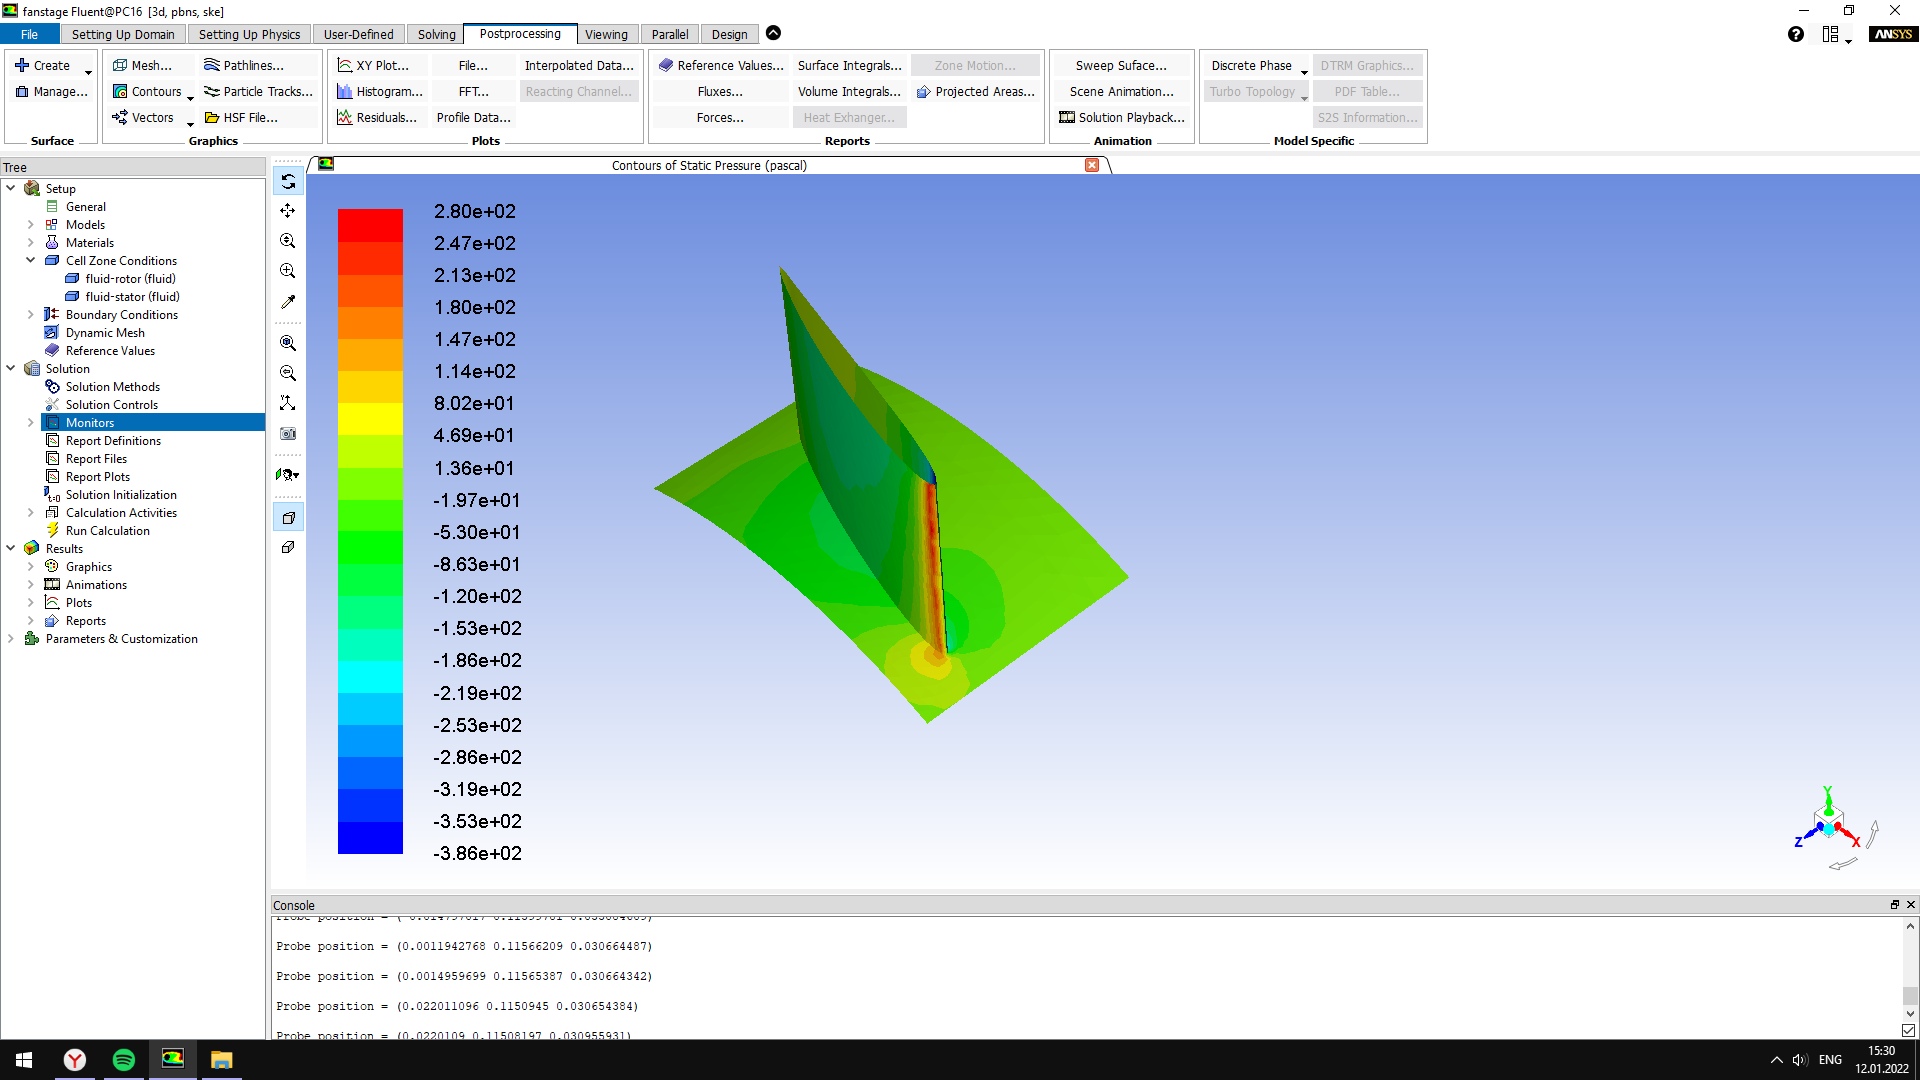 fanstage Fluent@PC16 [3d, pbns, ske]
File Setting Up Domain Setting Up Physics User-Defined Solving Postprocessing Viewing Parallel Design
ANSYS
Create Mesh... Pathlines... XY Plot... File... Interpolated Data... Reference Values... Surface Integrals... Zone Motion... Sweep Suface... Discrete Phase DTRM Graphics...
Manage... Contours Particle Tracks... Histogram... FFT... Reacting Channel... Fluxes... Volume Integrals... Projected Areas... Scene Animation... Turbo Topology PDF Table...
Vectors HSF File... Residuals... Profile Data... Forces... Heat Exhanger... Solution Playback... S2S Information...
Surface Graphics Plots Reports Animation Model Specific
Tree
Setup
General
Models
Materials
Cell Zone Conditions
fluid-rotor (fluid)
fluid-stator (fluid)
Boundary Conditions
Dynamic Mesh
Reference Values
Solution
Solution Methods
Solution Controls
Monitors
Report Definitions
Report Files
Report Plots
Solution Initialization
Calculation Activities
Run Calculation
Results
Graphics
Animations
Plots
Reports
Parameters & Customization
Contours of Static Pressure (pascal)
2.80e+02
2.47e+02
2.13e+02
1.80e+02
1.47e+02
1.14e+02
8.02e+01
4.69e+01
1.36e+01
-1.97e+01
-5.30e+01
-8.63e+01
-1.20e+02
-1.53e+02
-1.86e+02
-2.19e+02
-2.53e+02
-2.86e+02
-3.19e+02
-3.53e+02
-3.86e+02
Y
Z X
Console
Probe position = (0.0011942768 0.11566209 0.030664487)
Probe position = (0.0014959699 0.11565387 0.030664342)
Probe position = (0.022011096 0.1150945 0.030654384)
Probe position = (0.0220109 0.11508197 0.030955931)
ENG
15:30
12.01.2022